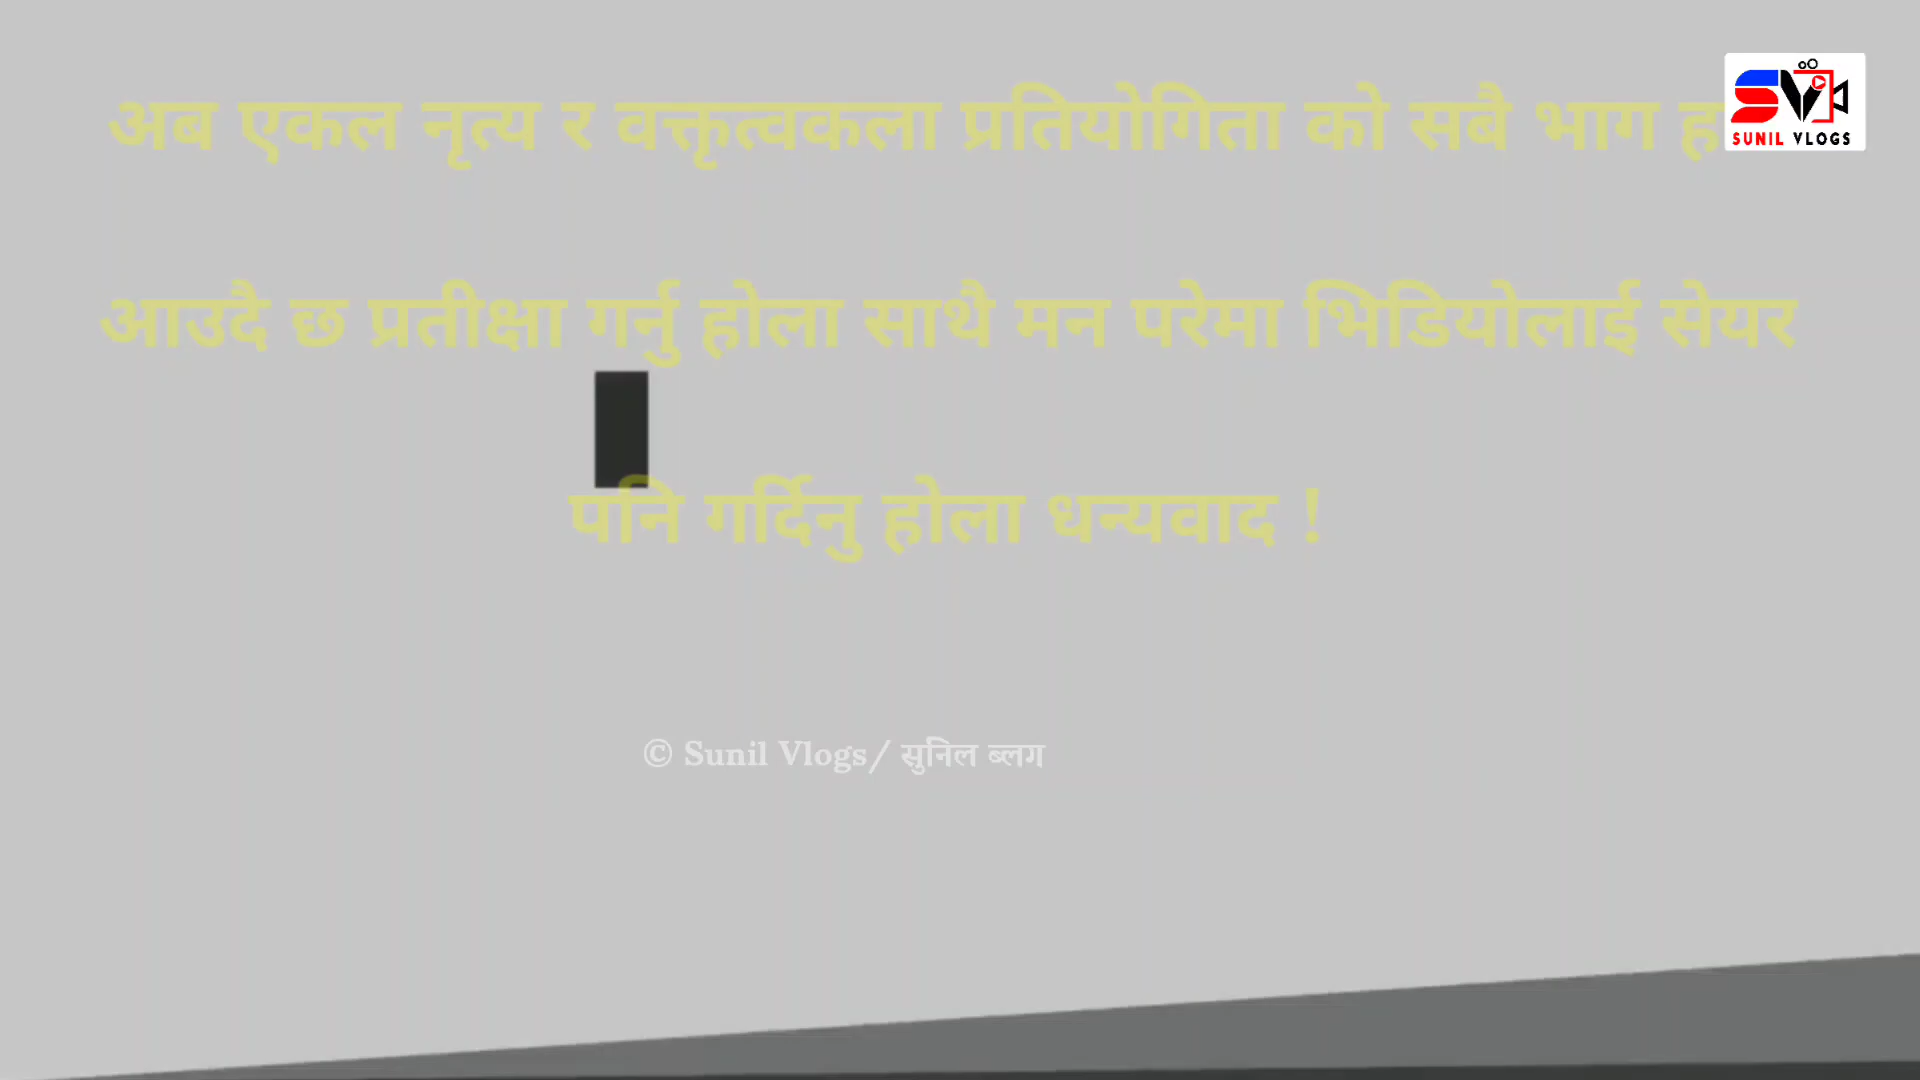 अब एकल नृत्य र वक्तृत्वकला प्रतियोगिता को सबै भाग
SUNIL VLOGS
आउदै छ प्रतीक्षा गर्नु होला साथै मन परेमा भिडियोलाई सेयर
पनि गर्दिनु होला धन्यवाद !
© Sunil Vlogs/ सुनिल ब्लग